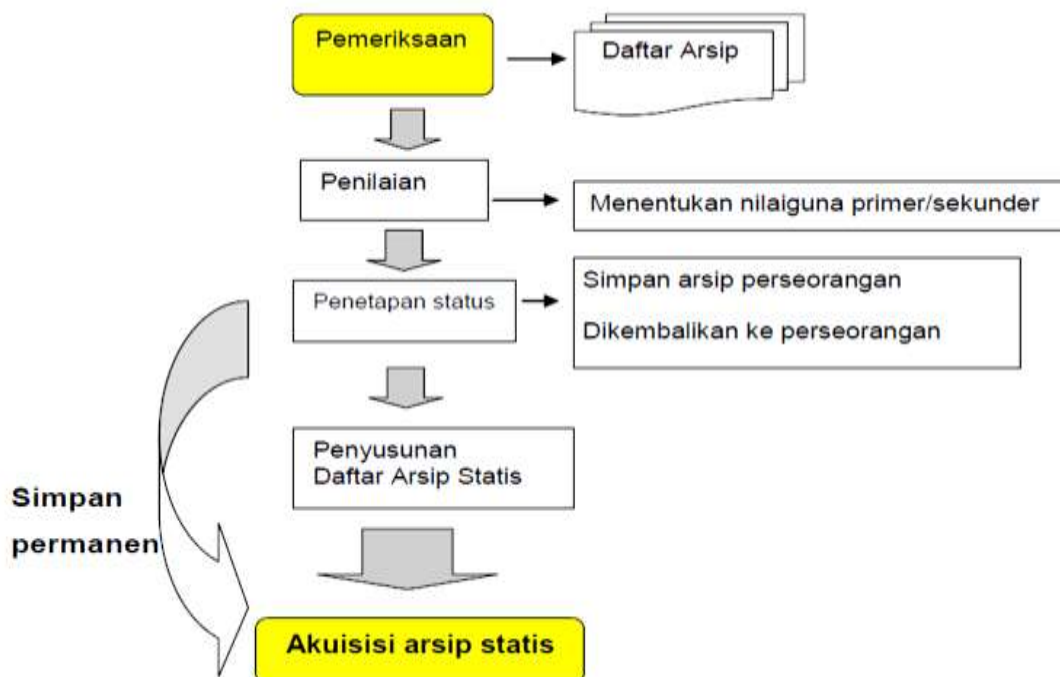 Pemeriksaan
Daftar Arsip
Penilaian
Menentukan nilaiguna primer/sekunder
Penetapan status
Simpan arsip perseorangan
Dikembalikan ke perseorangan
Penyusunan
Daftar Arsip Statis
Simpan
permanen
Akuisisi arsip statis